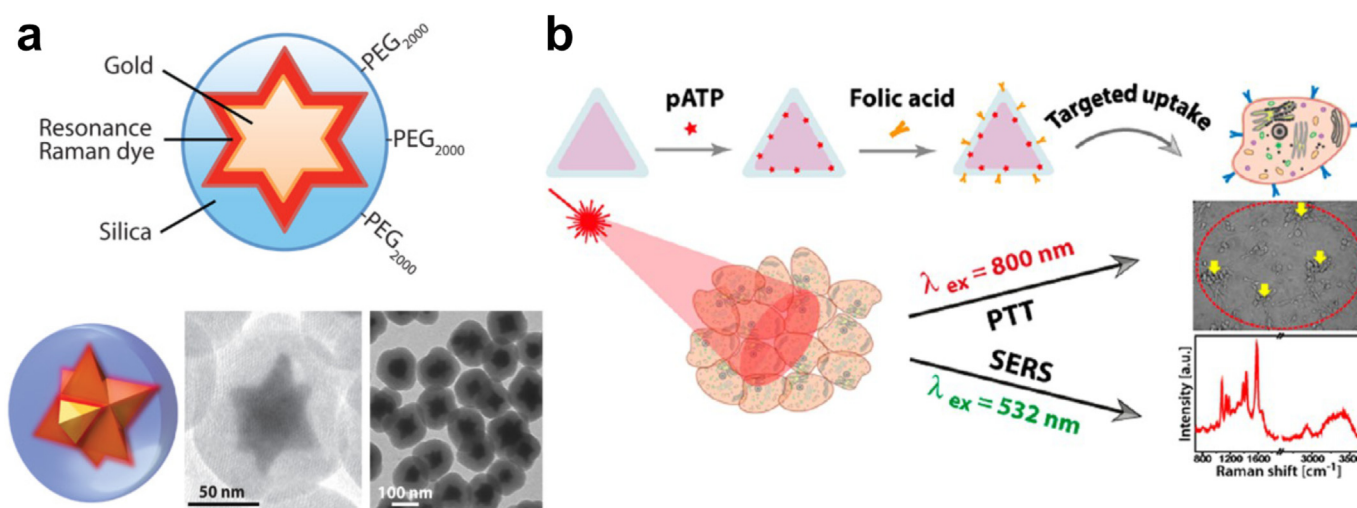 a
Gold
Resonance
Raman dye
Silica
-PEG2000
-PEG2000
-PEG2000
50 nm
100 nm
b
pATP
Folic acid
Targeted uptake
λ ex = 800 nm
PTT
SERS
λ ex = 532 nm
Intensity [a.u.]
800 1200 1600 3000 3500
Raman shift [cm-1]